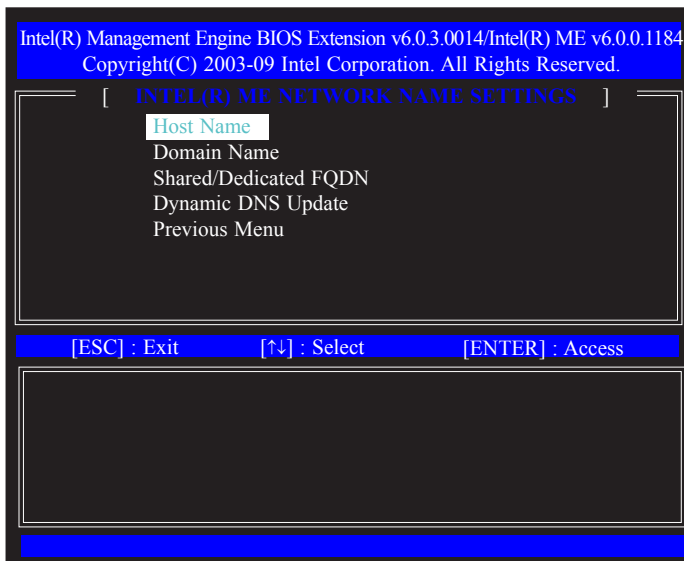 Intel(R) Management Engine BIOS Extension v6.0.3.0014/Intel(R) ME v6.0.0.1184
Copyright(C) 2003-09 Intel Corporation. All Rights Reserved.
[ INTEL(R) ME NETWORK NAME SETTINGS ]
Host Name
Domain Name
Shared/Dedicated FQDN
Dynamic DNS Update
Previous Menu
[ESC] : Exit [↑↓] : Select [ENTER] : Access